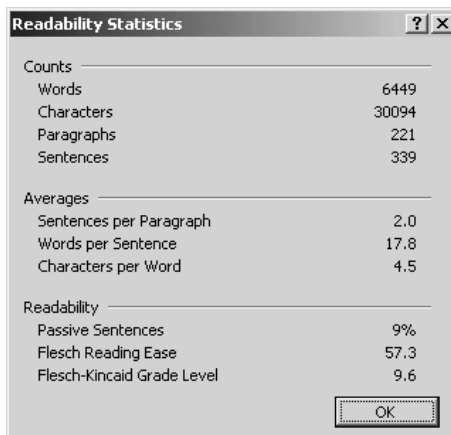 Readability Statistics
Counts
Words 6449
Characters 30094
Paragraphs 221
Sentences 339
Averages
Sentences per Paragraph 2.0
Words per Sentence 17.8
Characters per Word 4.5
Readability
Passive Sentences 9%
Flesch Reading Ease 57.3
Flesch-Kincaid Grade Level 9.6
OK